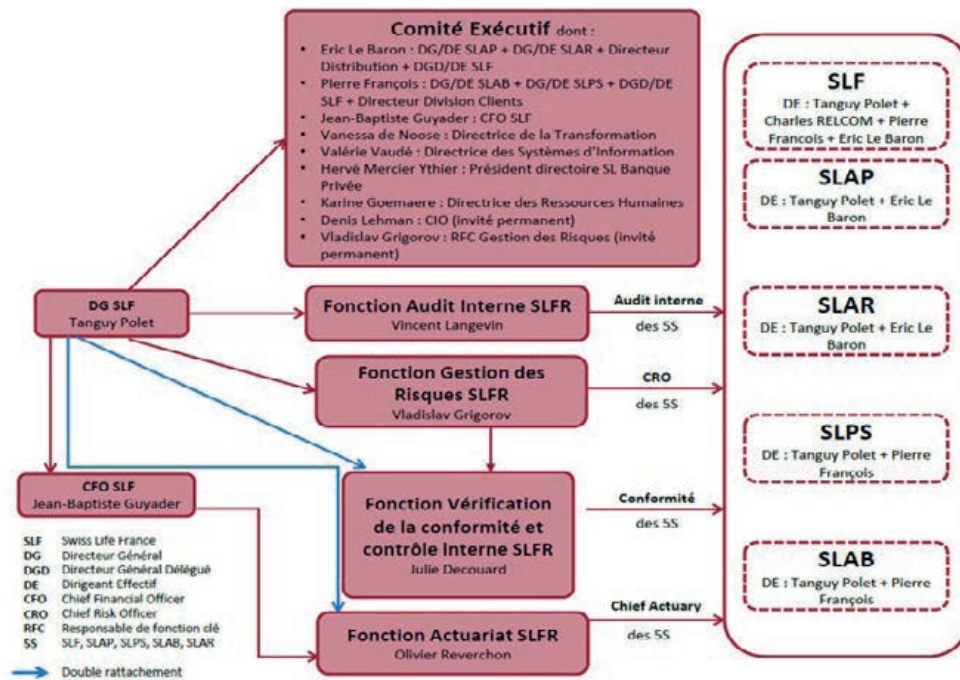 Comité Exécutif dont :
• Eric Le Baron : DG/DE SLAP + DG/DE SLAR + Directeur
Distribution + DGD/DE SLF
• Pierre François : DG/DE SLAB + DG/DE SLPS + DGD/DE
SLF + Directeur Division Clients
• Jean-Baptiste Guyader : CFO SLF
• Vanessa de Noose : Directrice de la Transformation
• Valérie Vaudé : Directrice des Systèmes d'Information
• Hervé Mercier Ythier : Président directoire SL Banque
Privée
• Karine Goemaere : Directrice des Ressources Humaines
• Denis Lehman : CIO (invité permanent)
• Vladislav Grigorov : RFC Gestion des Risques (invité
permanent)
SLF
DE : Tanguy Polet +
Charles RELCOM + Pierre
Francois + Eric Le Baron
SLAP
DE : Tanguy Polet + Eric Le
Baron
DG SLF
Tanguy Polet
Fonction Audit Interne SLFR
Vincent Langevin
Audit interne
des 5S
SLAR
DE : Tanguy Polet + Eric Le
Baron
Fonction Gestion des
Risques SLFR
Vladislav Grigorov
CRO
des 5S
SLPS
DE : Tanguy Polet + Pierre
François
CFO SLF
Jean-Baptiste Guyader
Fonction Vérification
de la conformité et
contrôle interne SLFR
Julie Decouard
Conformité
des 5S
SLAB
DE : Tanguy Polet + Pierre
François
Fonction Actuariat SLFR
Olivier Reverchon
Chief Actuary
des 5S
SLF Swiss Life France
DG Directeur Général
DGD Directeur Général Délégué
DE Dirigeant Effectif
CFO Chief Financial Officer
CRO Chief Risk Officer
RFC Responsable de fonction clé
5S SLF, SLAP, SLPS, SLAB, SLAR
Double rattachement